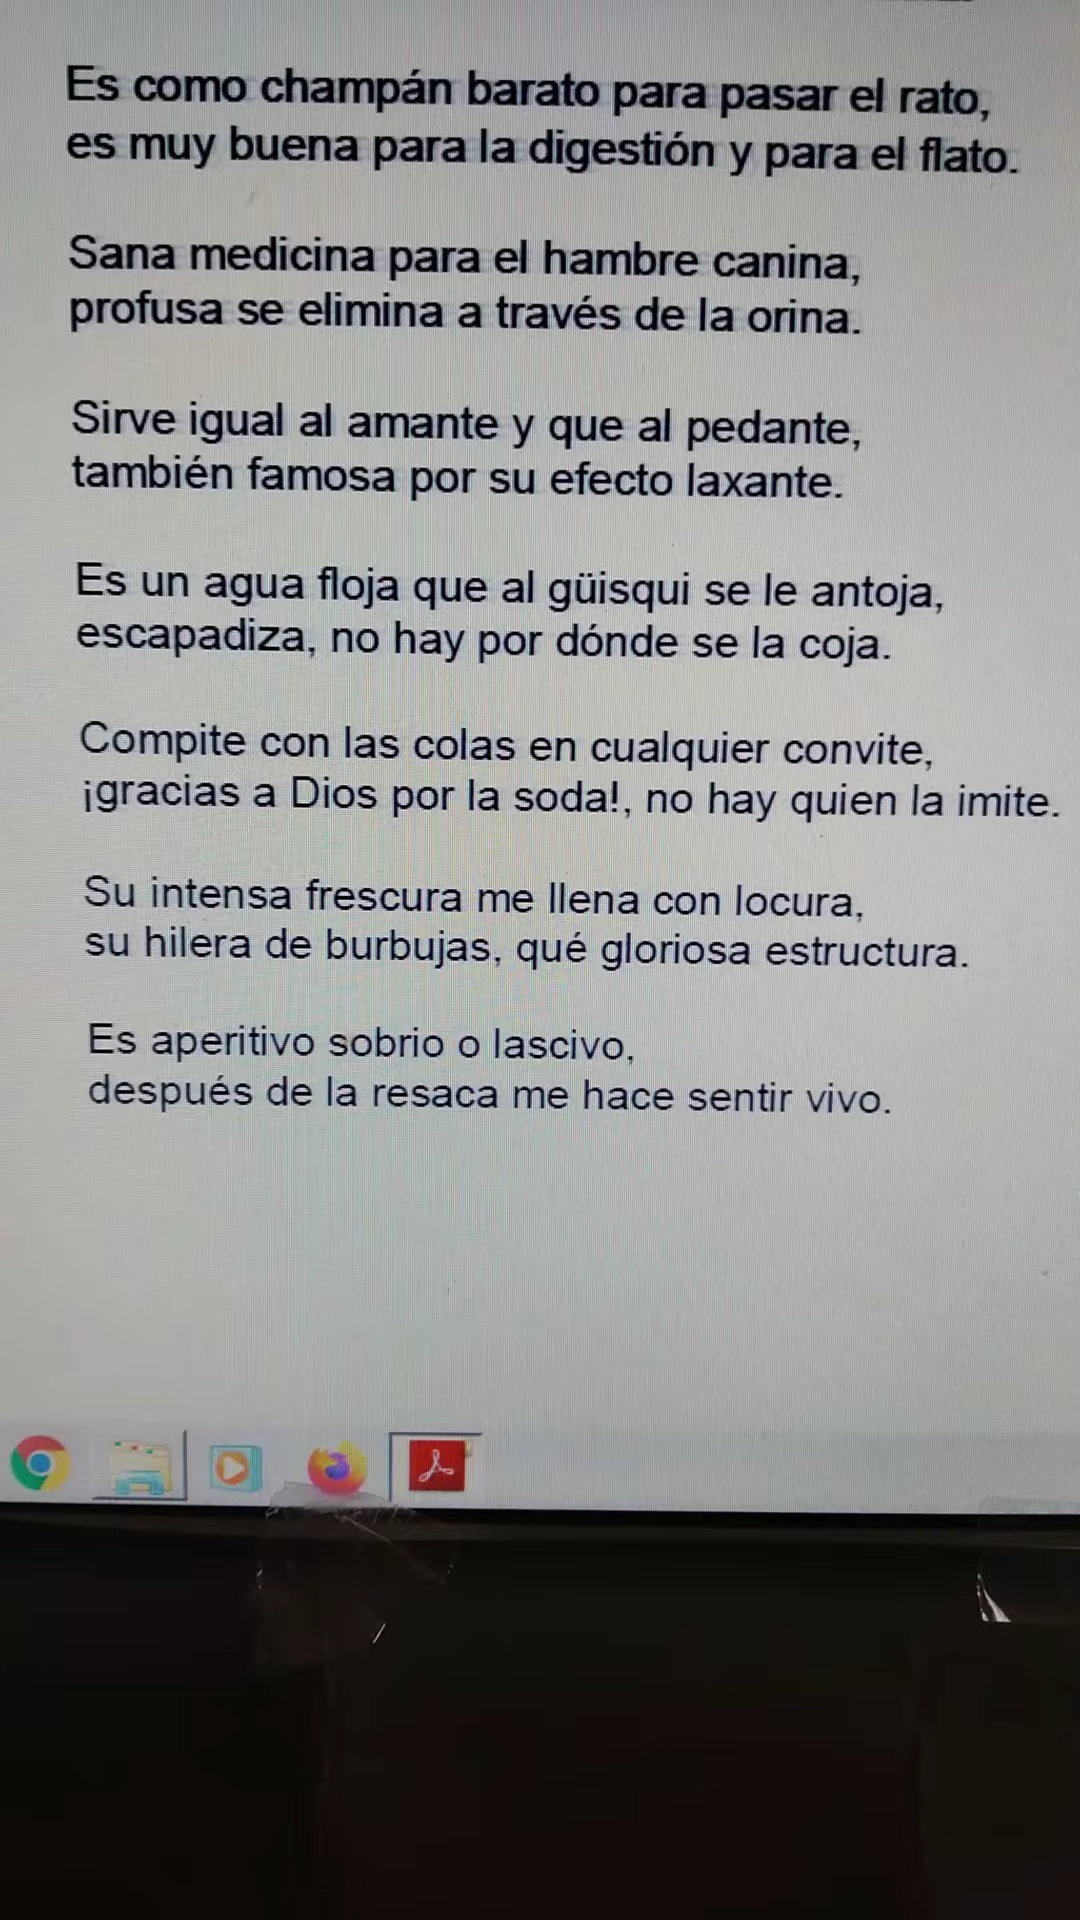 Es como champán barato para pasar el rato,
es muy buena para la digestión y para el flato.
Sana medicina para el hambre canina,
profusa se elimina a través de la orina.
Sirve igual al amante y que al pedante,
también famosa por su efecto laxante.
Es un agua floja que al güisqui se le antoja,
escapadiza, no hay por dónde se la coja.
Compite con las colas en cualquier convite,
¡gracias a Dios por la soda!, no hay quien la imite.
Su intensa frescura me llena con locura,
su hilera de burbujas, qué gloriosa estructura.
Es aperitivo sobrio o lascivo,
después de la resaca me hace sentir vivo.